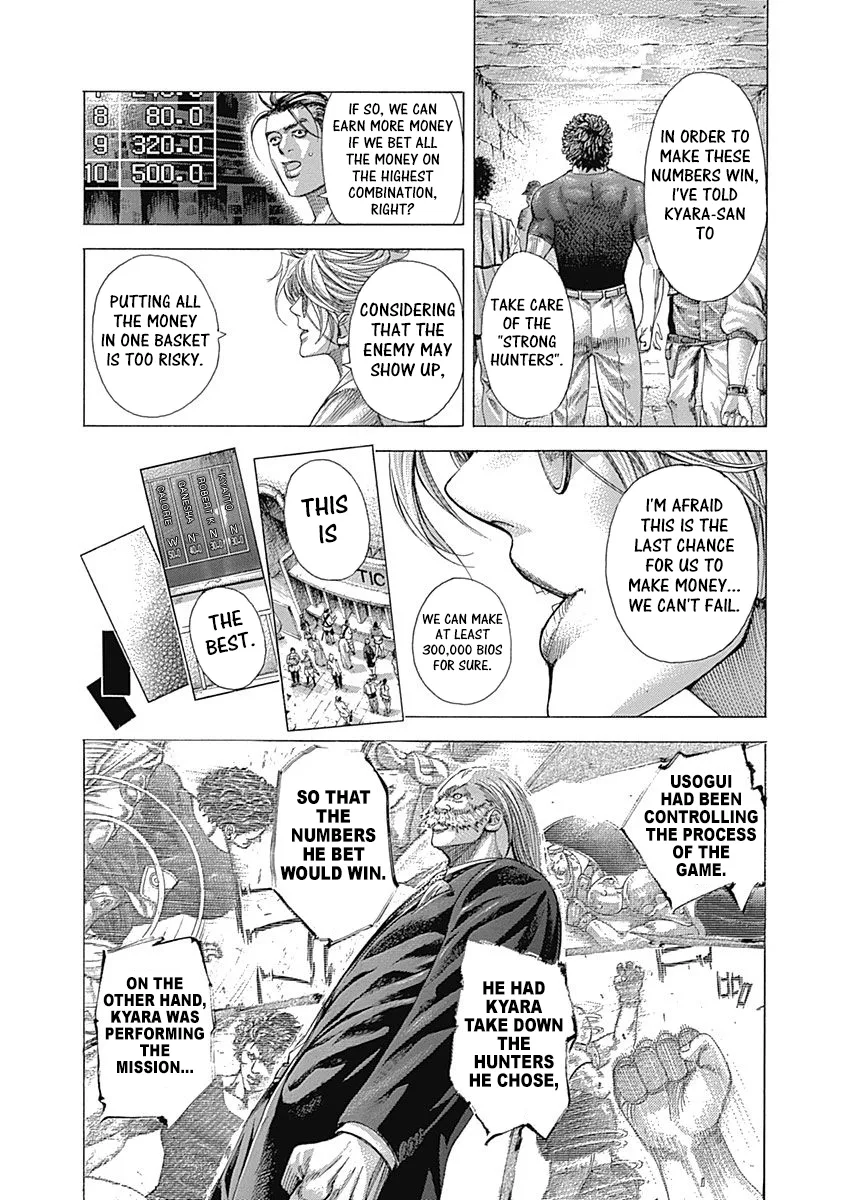 IN ORDER TO
MAKE THESE
NUMBERS WIN,
I'VE TOLD
KYARA-SAN
TO
TAKE CARE
OF THE
"STRONG
HUNTERS".
8 80.0
9 320.0
10 500.0
IF SO, WE CAN
EARN MORE MONEY
IF WE BET ALL
THE MONEY ON
THE HIGHEST
COMBINATION,
RIGHT?
CONSIDERING
THAT THE
ENEMY MAY
SHOW UP,
PUTTING ALL
THE MONEY
IN ONE BASKET
IS TOO RISKY.
I'M AFRAID
THIS IS THE
LAST CHANCE
FOR US TO
MAKE MONEY...
WE CAN'T FAIL.
WE CAN MAKE
AT LEAST
300,000 BIOS
FOR SURE.
THIS
IS
TIC
ROBERT K
GANESHA
CALORIE
THE
BEST.
USOGUI
HAD BEEN
CONTROLLING
THE PROCESS
OF THE
GAME.
SO THAT
THE
NUMBERS
HE BET
WOULD WIN.
HE HAD
KYARA
TAKE DOWN
THE
HUNTERS
HE CHOSE,
ON THE
OTHER HAND,
KYARA WAS
PERFORMING
THE
MISSION...